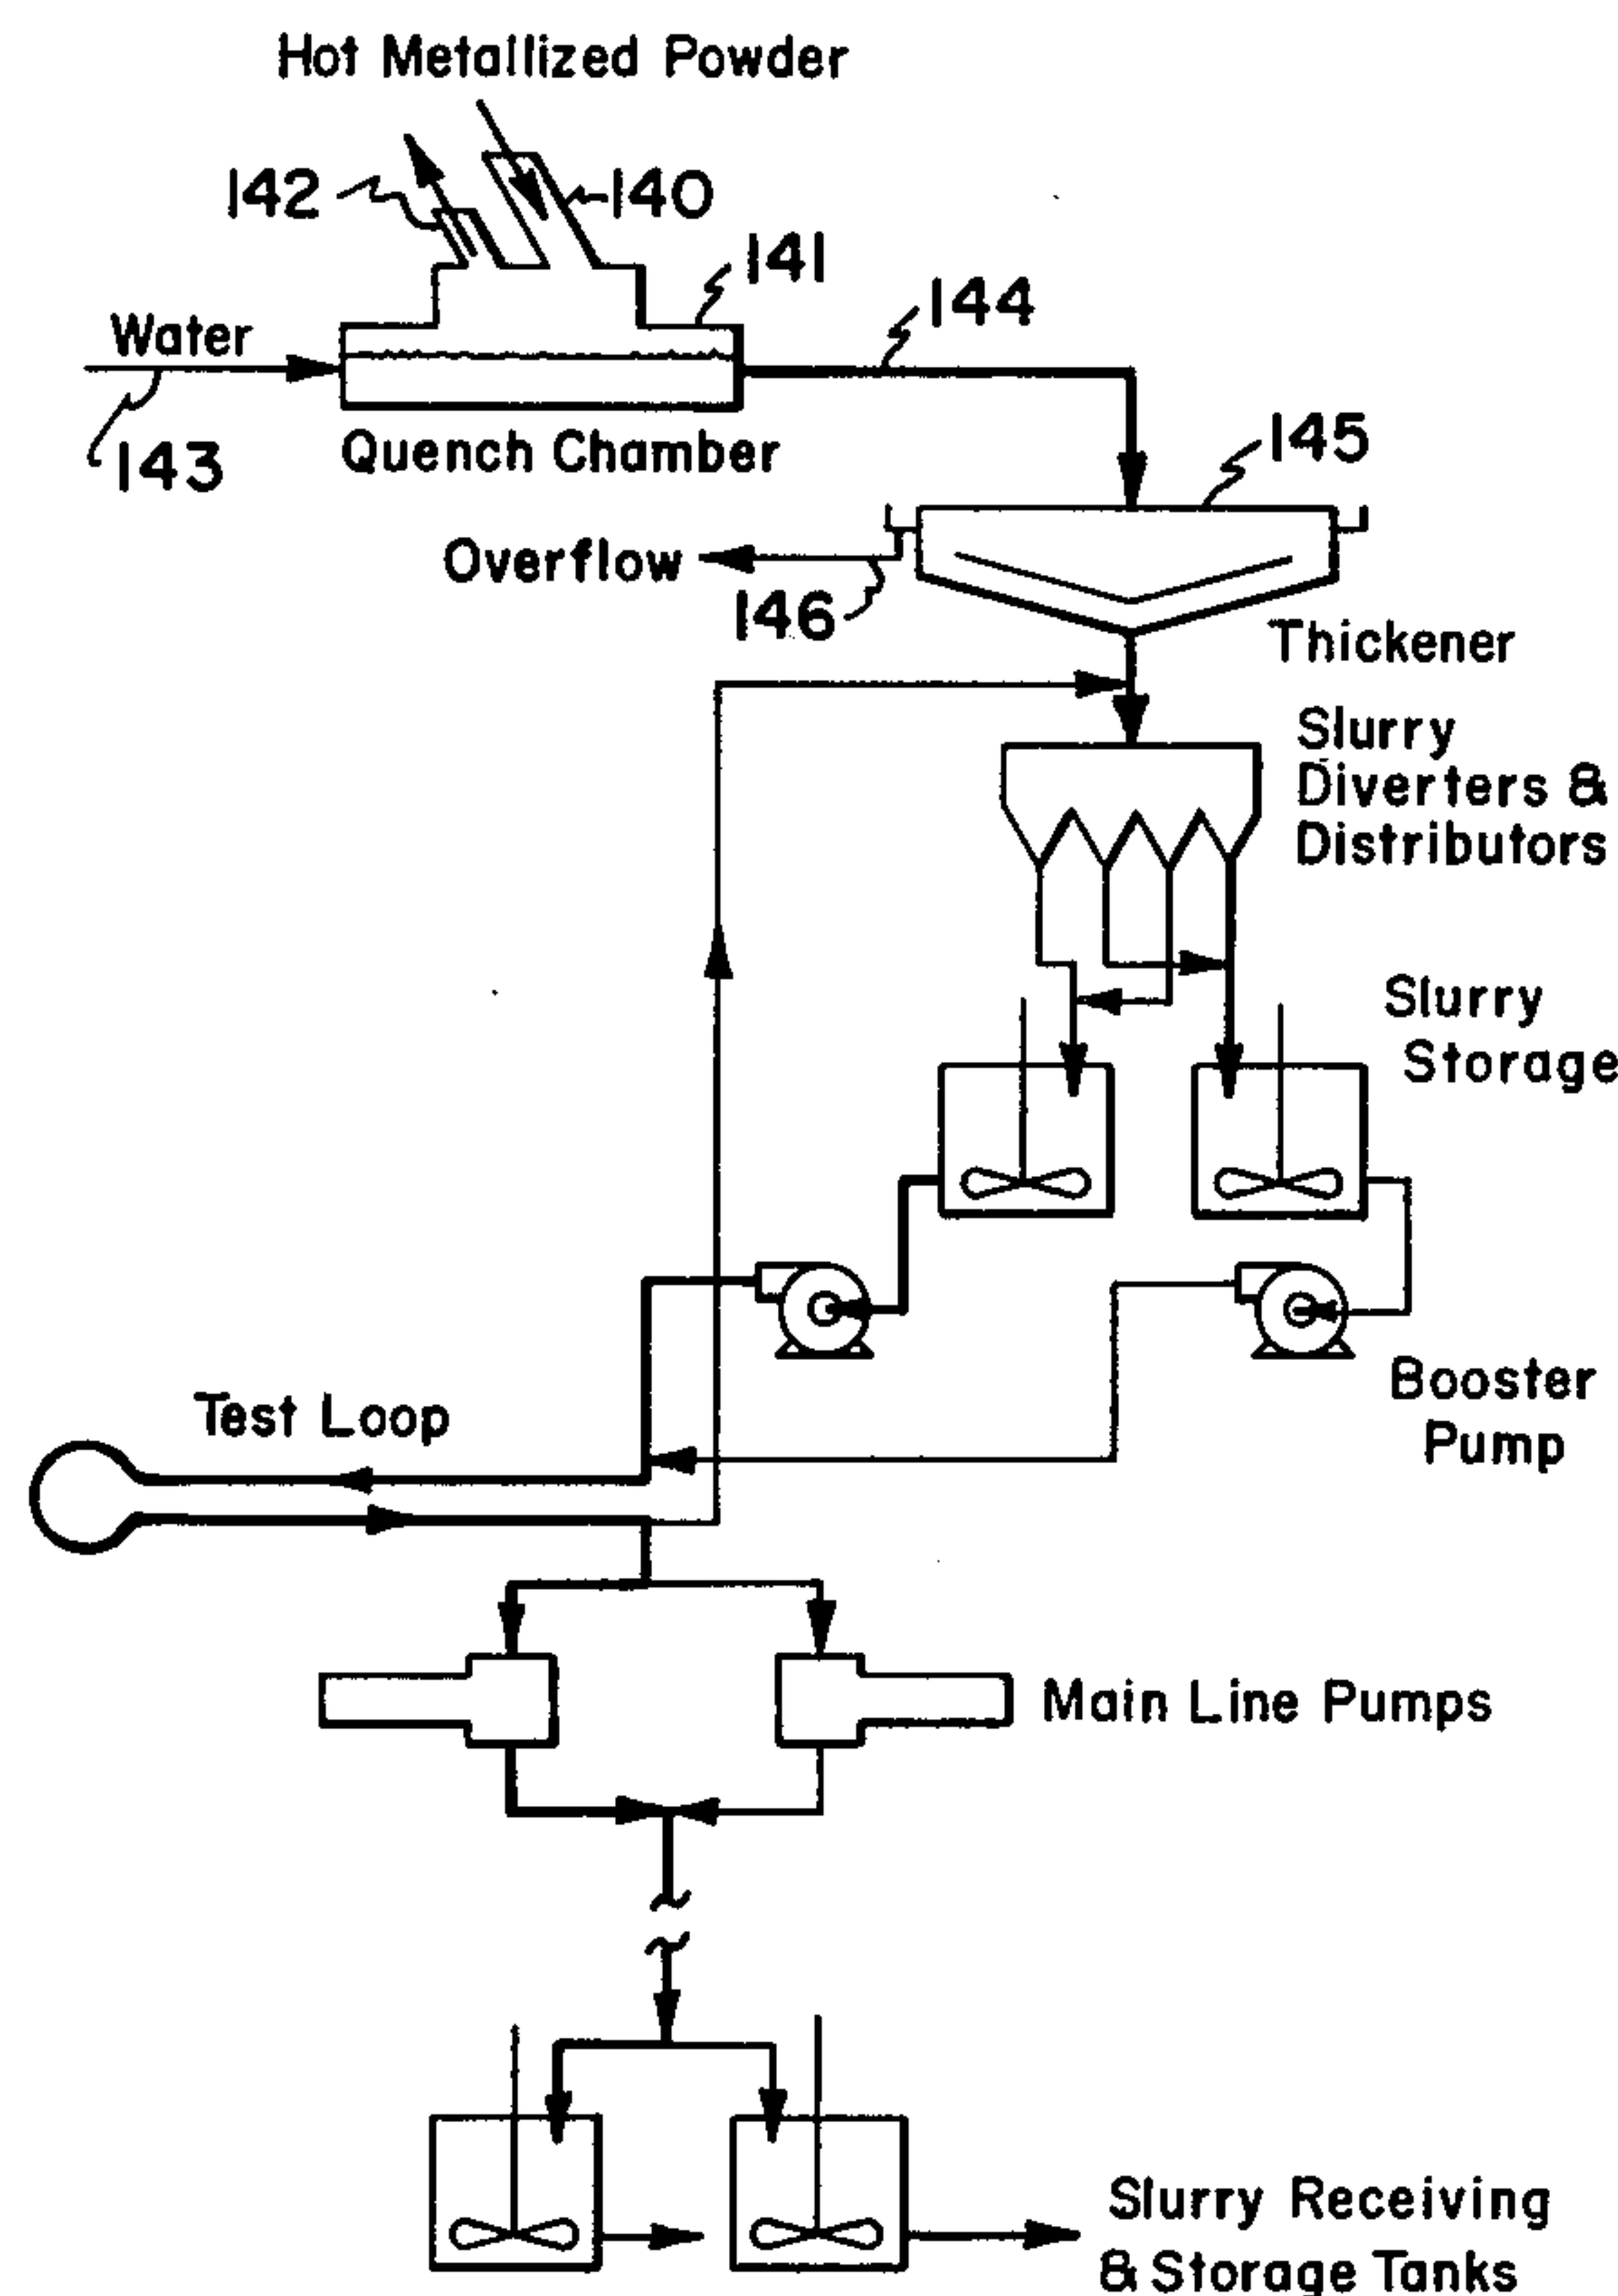 Hot Metallized Powder
142
140
141
144
Water
143
Quench Chamber
145
Overflow
146
Thickener
Slurry
Diverters &
Distributors
Slurry
Storage
Booster
Pump
Test Loop
Main Line Pumps
Slurry Receiving
& Storage Tanks